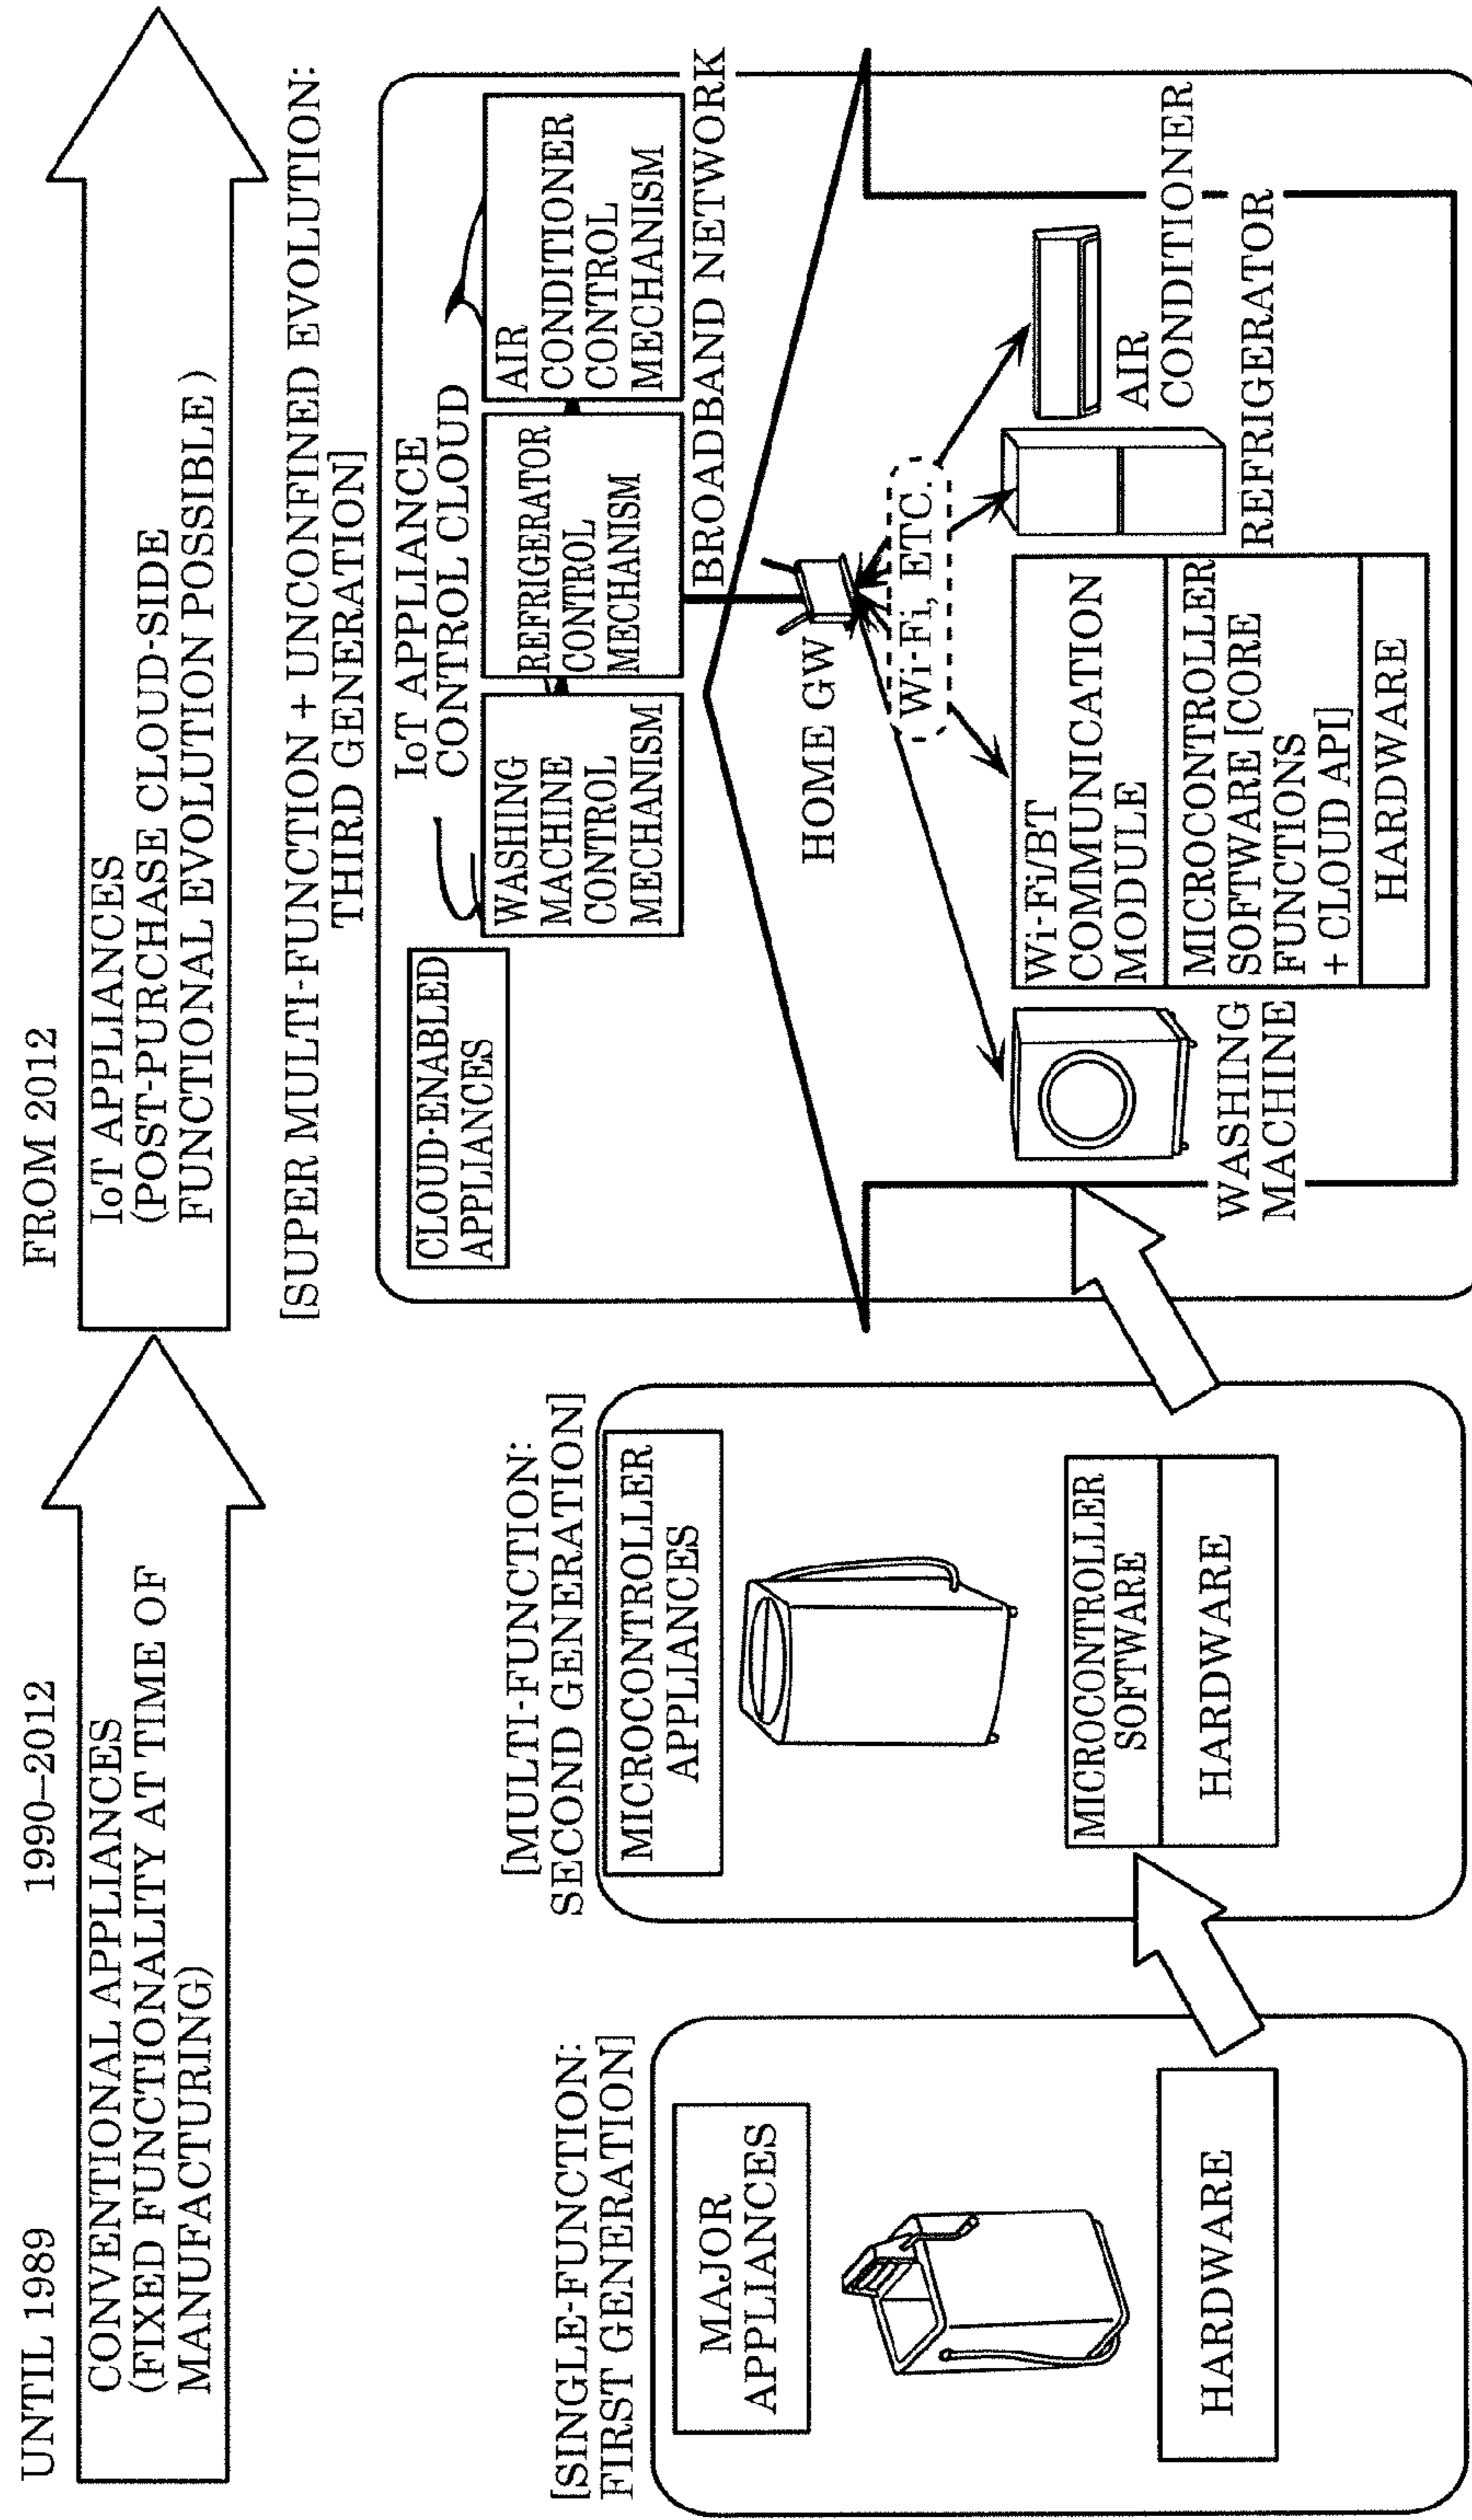 UNTIL 1989
1990–2012
FROM 2012
CONVENTIONAL APPLIANCES
(FIXED FUNCTIONALITY AT TIME OF
MANUFACTURING)
IoT APPLIANCES
(POST-PURCHASE CLOUD-SIDE
FUNCTIONAL EVOLUTION POSSIBLE)
[SINGLE-FUNCTION:
FIRST GENERATION]
MAJOR
APPLIANCES
HARDWARE
[MULTI-FUNCTION:
SECOND GENERATION]
MICROCONTROLLER
APPLIANCES
MICROCONTROLLER
SOFTWARE
HARDWARE
[SUPER MULTI-FUNCTION + UNCONFINED EVOLUTION:
THIRD GENERATION]
CLOUD-ENABLED
APPLIANCES
IoT APPLIANCE
CONTROL CLOUD
WASHING
MACHINE
CONTROL
MECHANISM
REFRIGERATOR
CONTROL
MECHANISM
AIR
CONDITIONER
CONTROL
MECHANISM
BROADBAND NETWORK
HOME GW
Wi-Fi, ETC.
WASHING
MACHINE
Wi-Fi/BT
COMMUNICATION
MODULE
MICROCONTROLLER
SOFTWARE [CORE
FUNCTIONS
+ CLOUD API]
HARDWARE
REFRIGERATOR
AIR
CONDITIONER